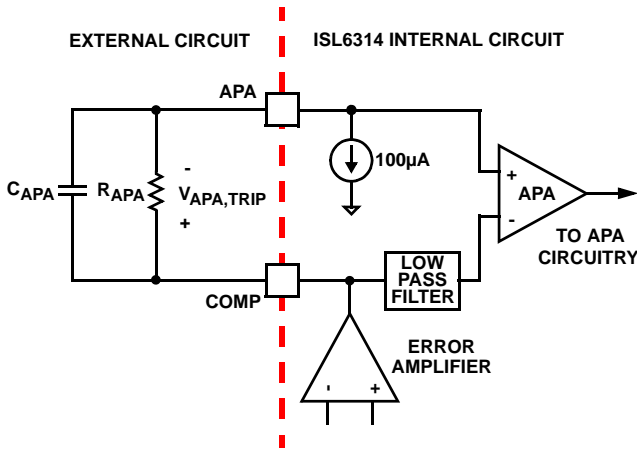 EXTERNAL CIRCUIT
ISL6314 INTERNAL CIRCUIT
APA
100µA
CAPA
RAPA
-
VAPA,TRIP
+
+
APA
-
TO APA
CIRCUITRY
LOW
PASS
FILTER
COMP
ERROR
AMPLIFIER
- +